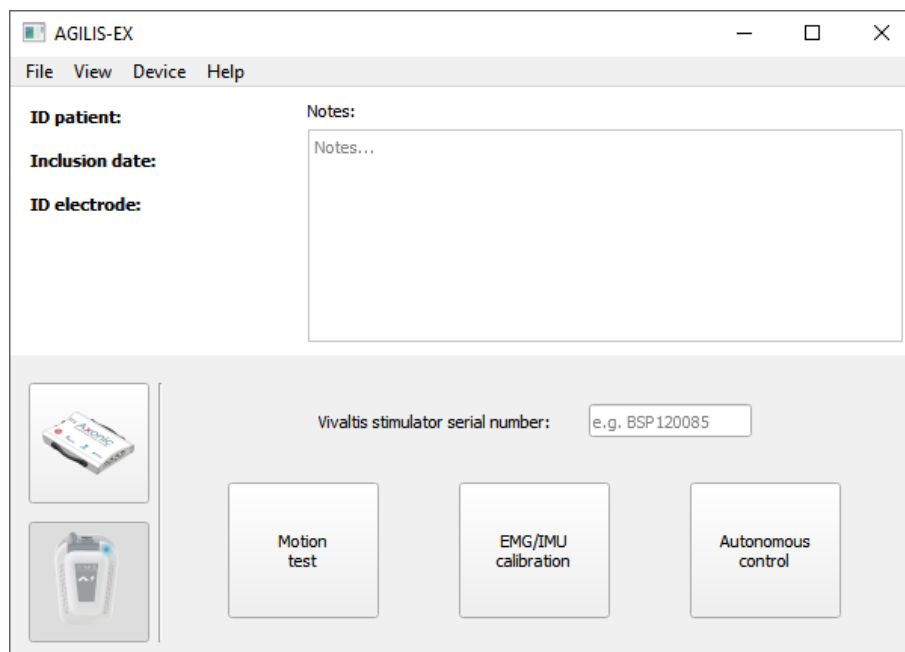 AGILIS-EX
File View Device Help
ID patient:
Inclusion date:
ID electrode:
Notes:
Notes...
Axonic
Vivaltis stimulator serial number:
e.g. BSP120085
Motion
test
EMG/IMU
calibration
Autonomous
control